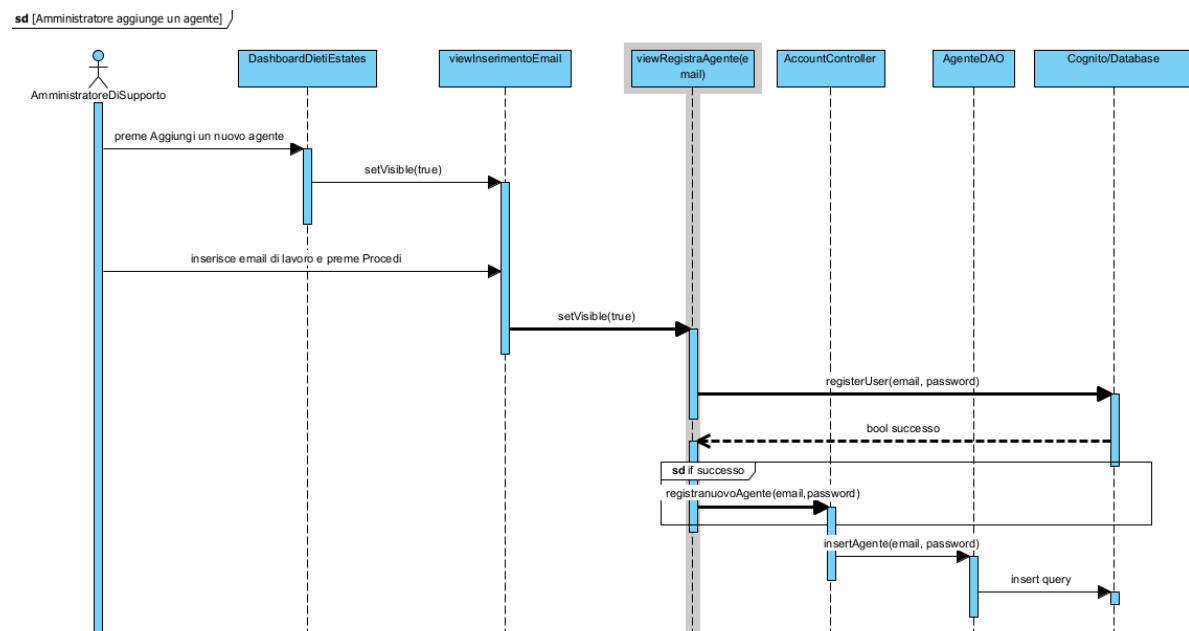 sd [Amministratore aggiunge un agente]
AmministratoreDiSupporto
DashboardDietiEstates
viewInserimentoEmail
viewRegistraAgente(e
mail)
AccountController
AgenteDAO
Cognito/Database
preme Aggiungi un nuovo agente
setVisible(true)
inserisce email di lavoro e preme Procedi
setVisible(true)
registerUser(email, password)
bool successo
sd if successo
registranuovoAgente(email,password)
insertAgente(email, password)
insert query